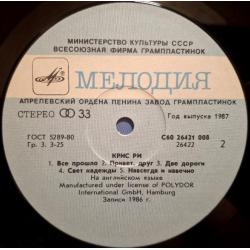 МИНИСТЕРСТВО КУЛЬТУРЫ СССР
ВСЕСОЮЗНАЯ ФИРМА ГРАМПЛАСТИНОК
МЕЛОДИЯ
АПРЕЛЕВСКИЙ ОРДЕНА ЛЕНИНА ЗАВОД ГРАМПЛАСТИНОК
СТЕРЕО 33
Год выпуска 1987
ГОСТ 5289-80
Гр. 3. 3-25
С60 26421 008
26422
2
КРИС РИ
1. Все прошло 2. Привет, друг 3. Две дороги
4. Свет надежды 5. Навсегда и навечно
На английском языке
Manufactured under license of POLYDOR
International GmbH, Hamburg
Записи 1986 г.